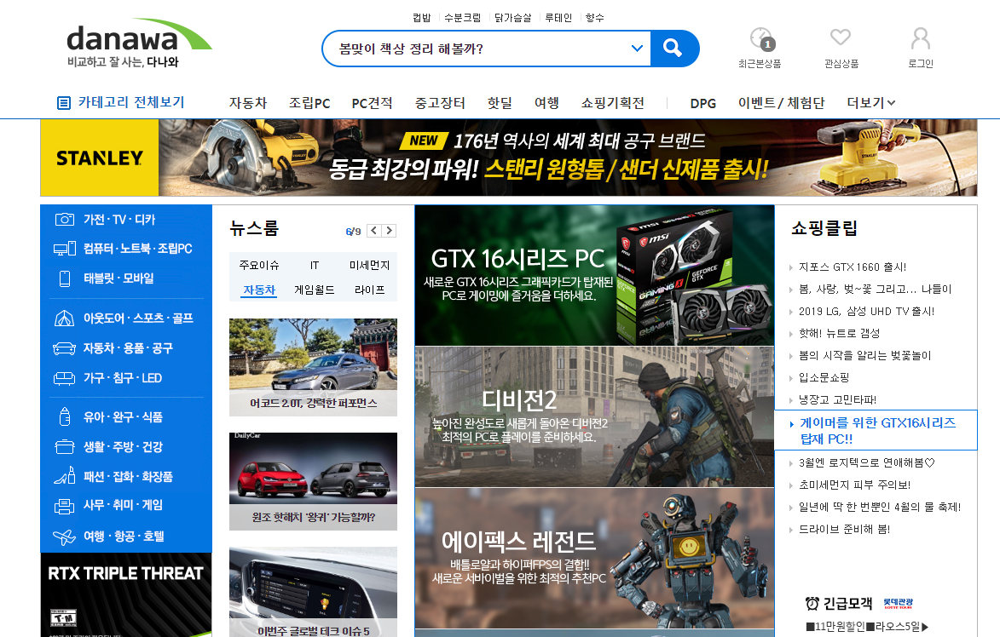 컵밥 수분크림 닭가슴살 루테인 향수
danawa
비교하고 잘 사는, 다나와
봄맞이 책상 정리 해볼까?
1
최근본상품 관심상품 로그인
카테고리 전체보기 자동차 조립PC PC견적 중고장터 핫딜 여행 쇼핑기획전 DPG 이벤트/체험단 더보기
STANLEY
NEW 176년 역사의 세계 최대 공구 브랜드
동급 최강의 파워! 스탠리 원형톱 / 샌더 신제품 출시!
가전 · TV · 디카
컴퓨터 · 노트북 · 조립PC
태블릿 · 모바일
아웃도어 · 스포츠 · 골프
자동차 · 용품 · 공구
가구 · 침구 · LED
유아 · 완구 · 식품
생활 · 주방 · 건강
패션 · 잡화 · 화장품
사무 · 취미 · 게임
여행 · 항공 · 호텔
RTX TRIPLE THREAT
뉴스룸 6/9
주요이슈 IT 미세먼지
자동차 게임월드 라이프
어코드 2.0T, 강력한 퍼포먼스
DailyCar
원조 핫해치 '왕귀' 가능할까?
이번주 글로벌 테크 이슈 5
GTX 16시리즈 PC
새로운 GTX 16시리즈 그래픽카드가 탑재된
PC로 게이밍에 즐거움을 더하세요.
msi
GAMING X
GEFORCE
GTX
디비전2
높아진 완성도로 새롭게 돌아온 디비전2
최적의 PC로 플레이를 준비하세요.
에이펙스 레전드
배틀로얄과 하이퍼FPS의 결합!!
새로운 서바이벌을 위한 최적의 추천PC
쇼핑클립
지포스 GTX 1660 출시!
봄, 사랑, 벚~꽃 그리고... 나들이
2019 LG, 삼성 UHD TV 출시!
핫해! 뉴트로 갬성
봄의 시작을 알리는 벚꽃놀이
입소문쇼핑
냉장고 고민타파!
게이머를 위한 GTX16시리즈
탑재 PC!!
3월엔 로지텍으로 연애해봄♡
초미세먼지 피부 주의보!
일년에 딱 한 번뿐인 4월의 물 축제!
드라이브 준비해 봄!
긴급모객 롯데관광
LOTTE TOUR
■11만원할인■라오스5일▶